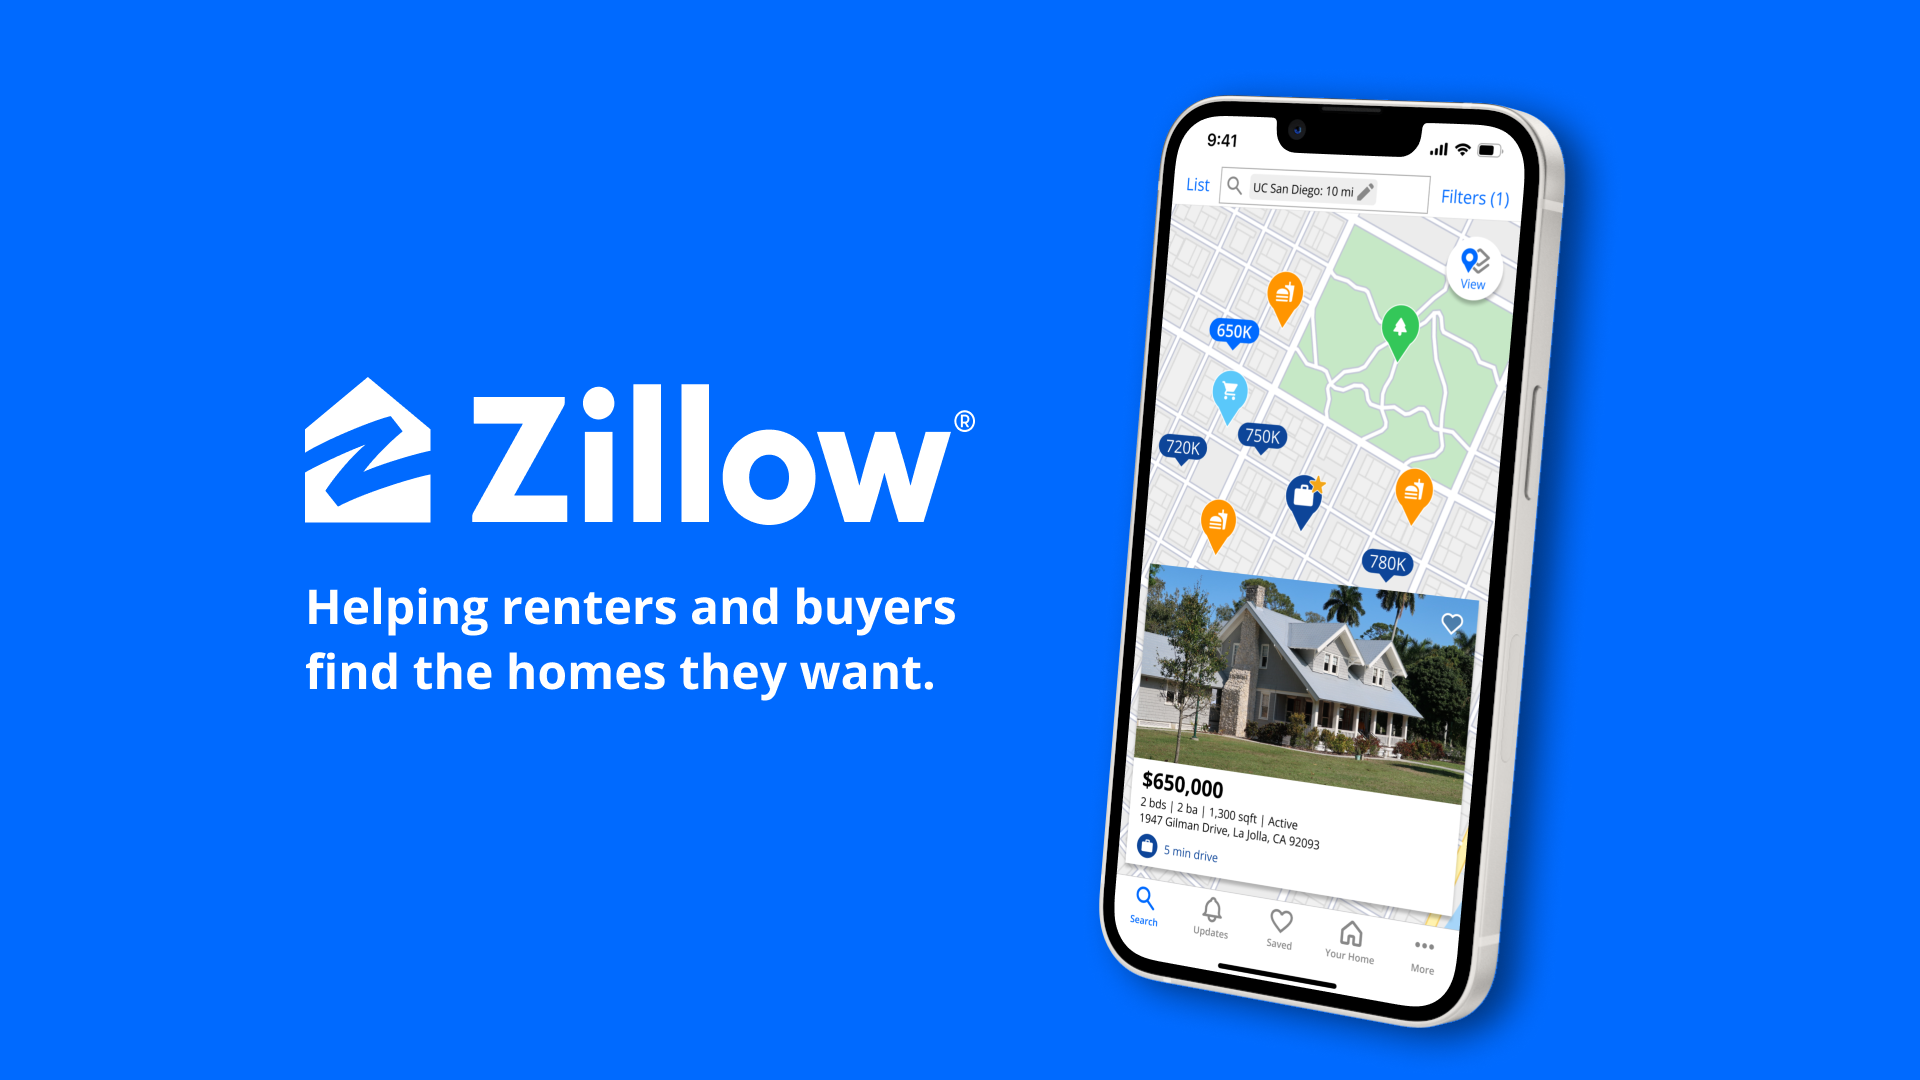 Zillow®
Helping renters and buyers
find the homes they want.
9:41
List
UC San Diego: 10 mi
Filters (1)
View
650K
750K
720K
780K
$650,000
2 bds | 2 ba | 1,300 sqft | Active
1947 Gilman Drive, La Jolla, CA 92093
5 min drive
Search
Updates
Saved
Your Home
More